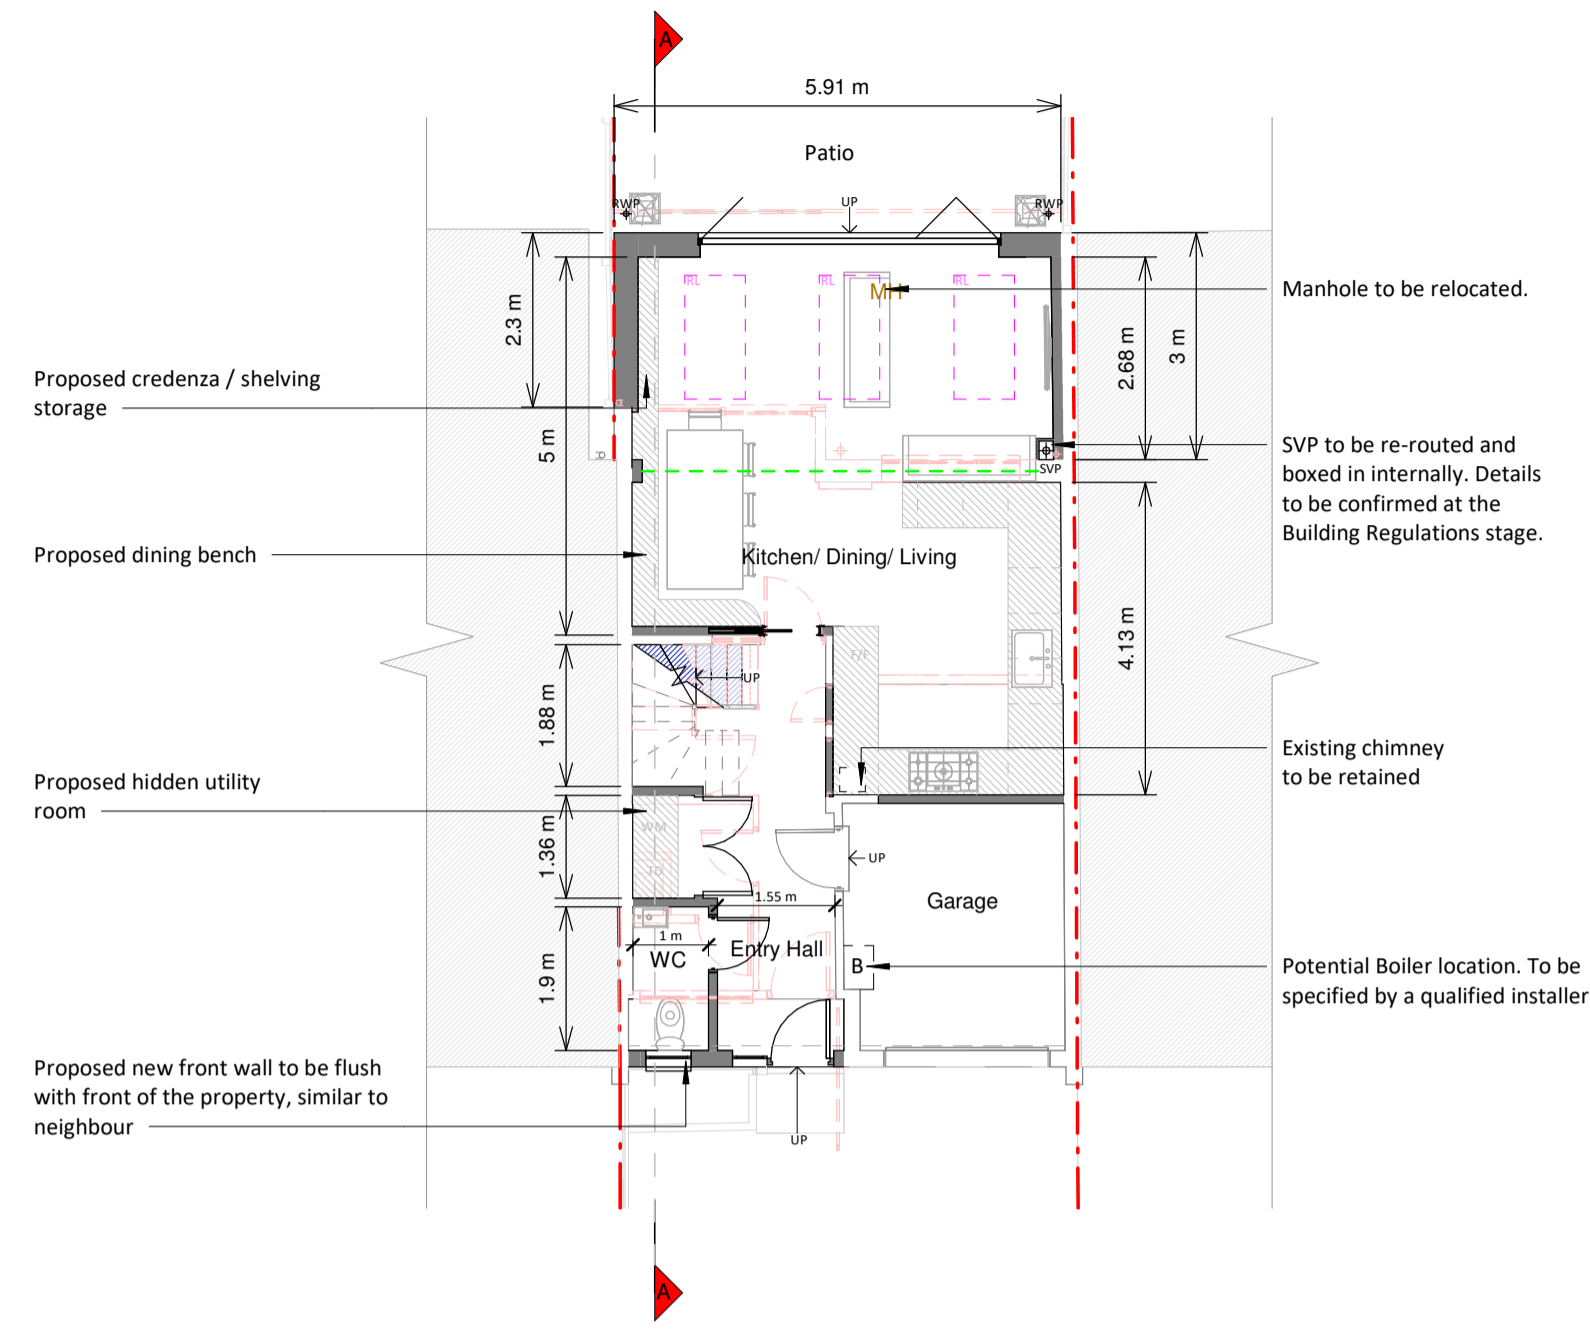 A
5.91 m
Patio
RWP
UP
RWP
RL
RL
RL
MH
Manhole to be relocated.
2.3 m
5 m
2.68 m
3 m
Proposed credenza / shelving
storage
SVP to be re-routed and
boxed in internally. Details
to be confirmed at the
Building Regulations stage.
SVP
Proposed dining bench
Kitchen/ Dining/ Living
4.13 m
F/F
UP
1.88 m
Existing chimney
to be retained
Proposed hidden utility
room
WM
TD
1.36 m
UP
1.55 m
Garage
1 m
WC
Entry Hall
B
Potential Boiler location. To be
specified by a qualified installer
1.9 m
Proposed new front wall to be flush
with front of the property, similar to
neighbour
UP
A